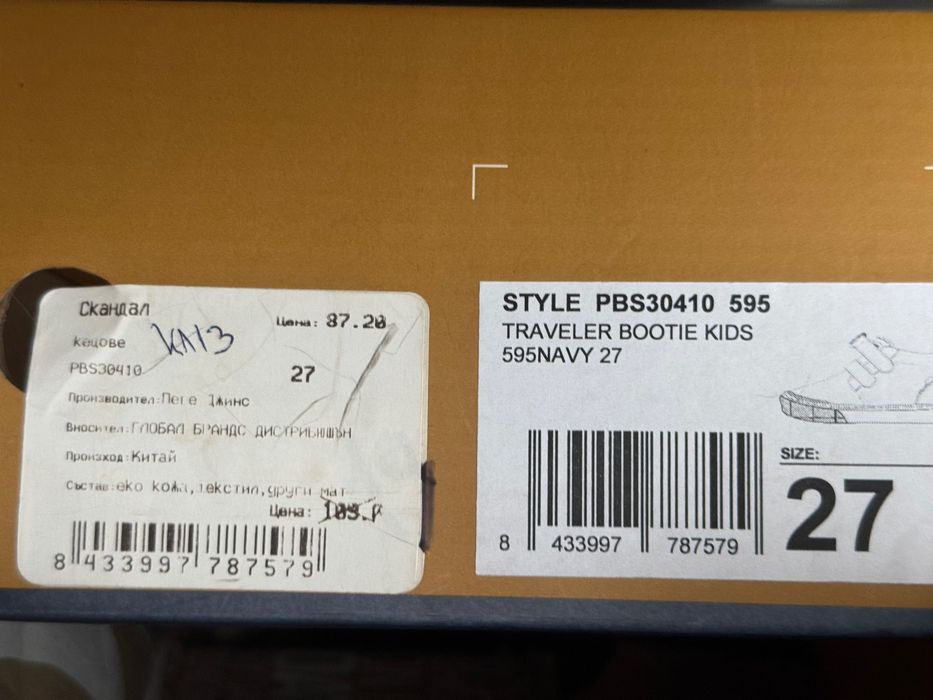 Скандал
Цена: 87.20
кецове
KN13
PBS30410
27
Производител: Пепе Джинс
Вносител: ГЛОБАЛ БРАНДС ДИСТРИБЮШЪН
Произход: Китай
Състав: еко кожа, текстил, други мат
Цена:
8 433997 787579
STYLE PBS30410 595
TRAVELER BOOTIE KIDS
595NAVY 27
SIZE:
27
8 433997 787579